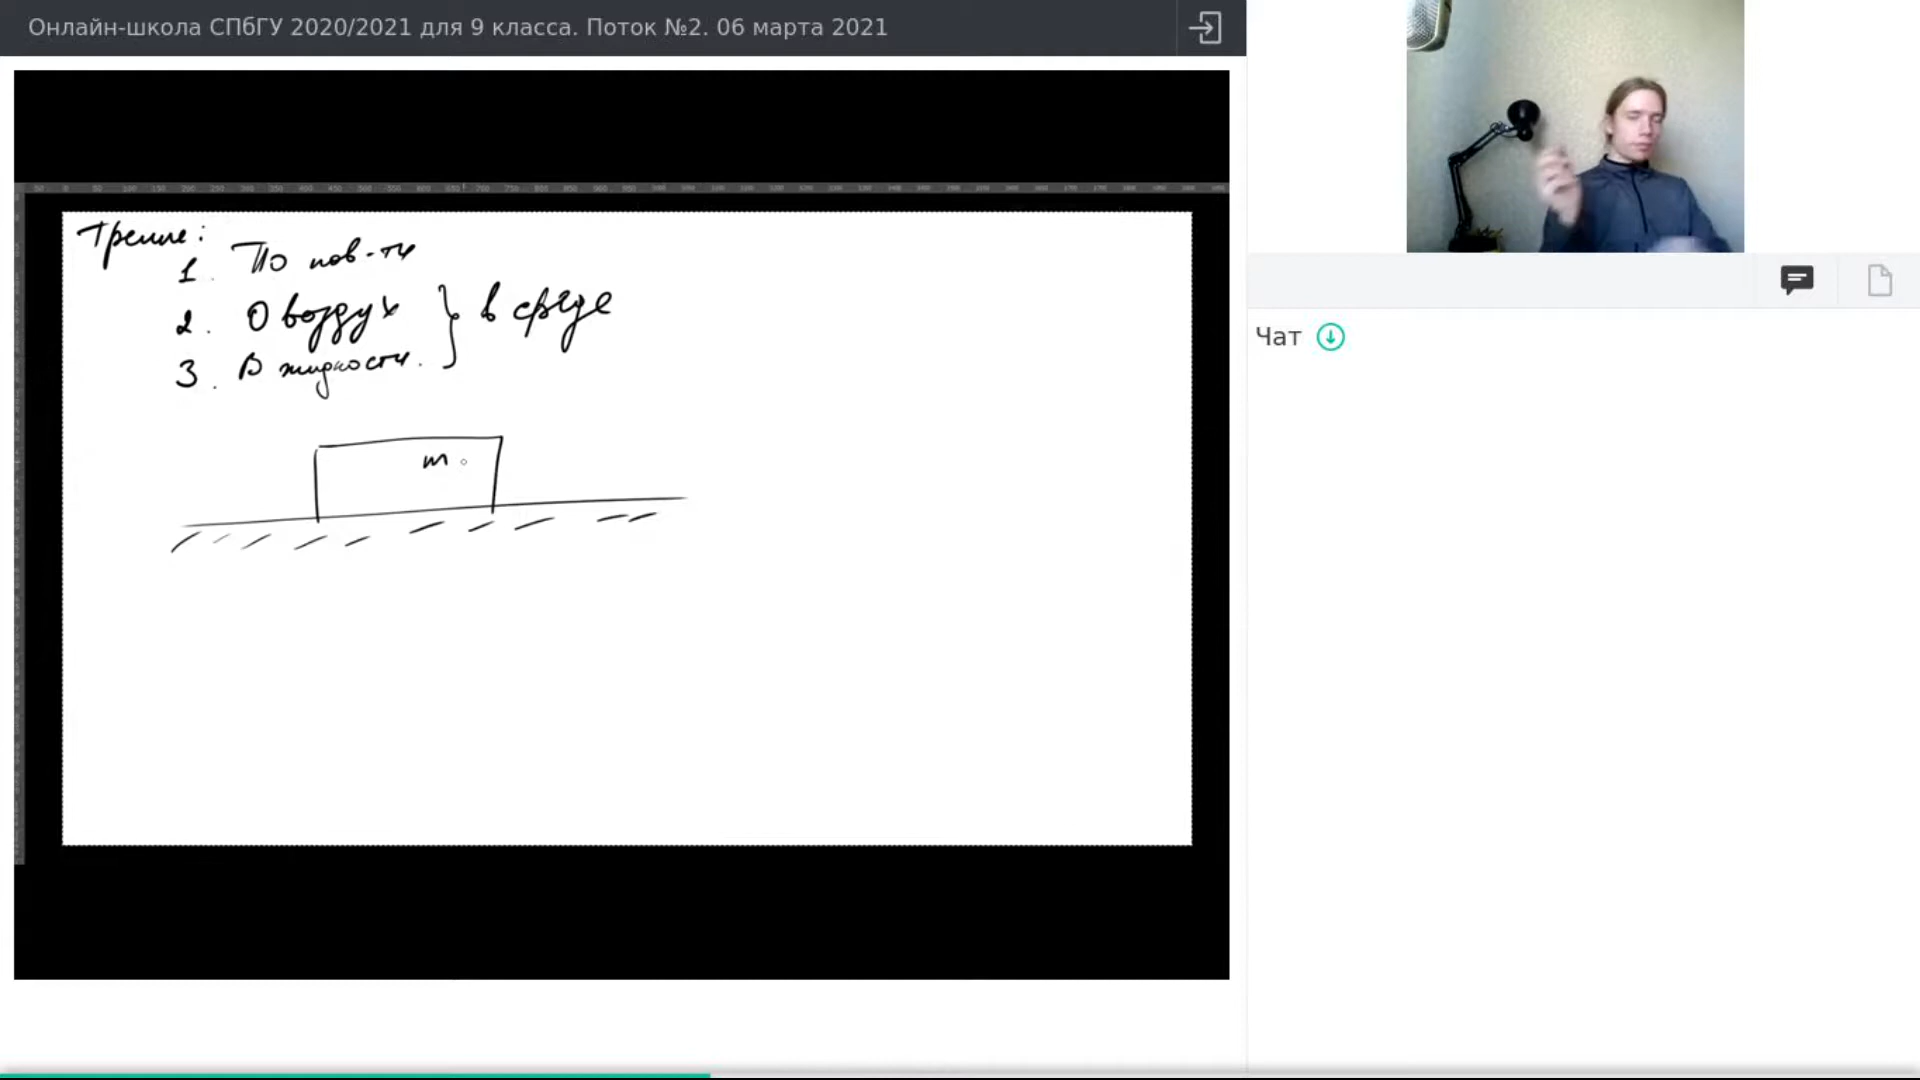 Онлайн-школа СПбГУ 2020/2021 для 9 класса. Поток №2. 06 марта 2021
Трение:
1. По пов-ти
2. О воздух } в среде
3. В жидкости.
m
Чат